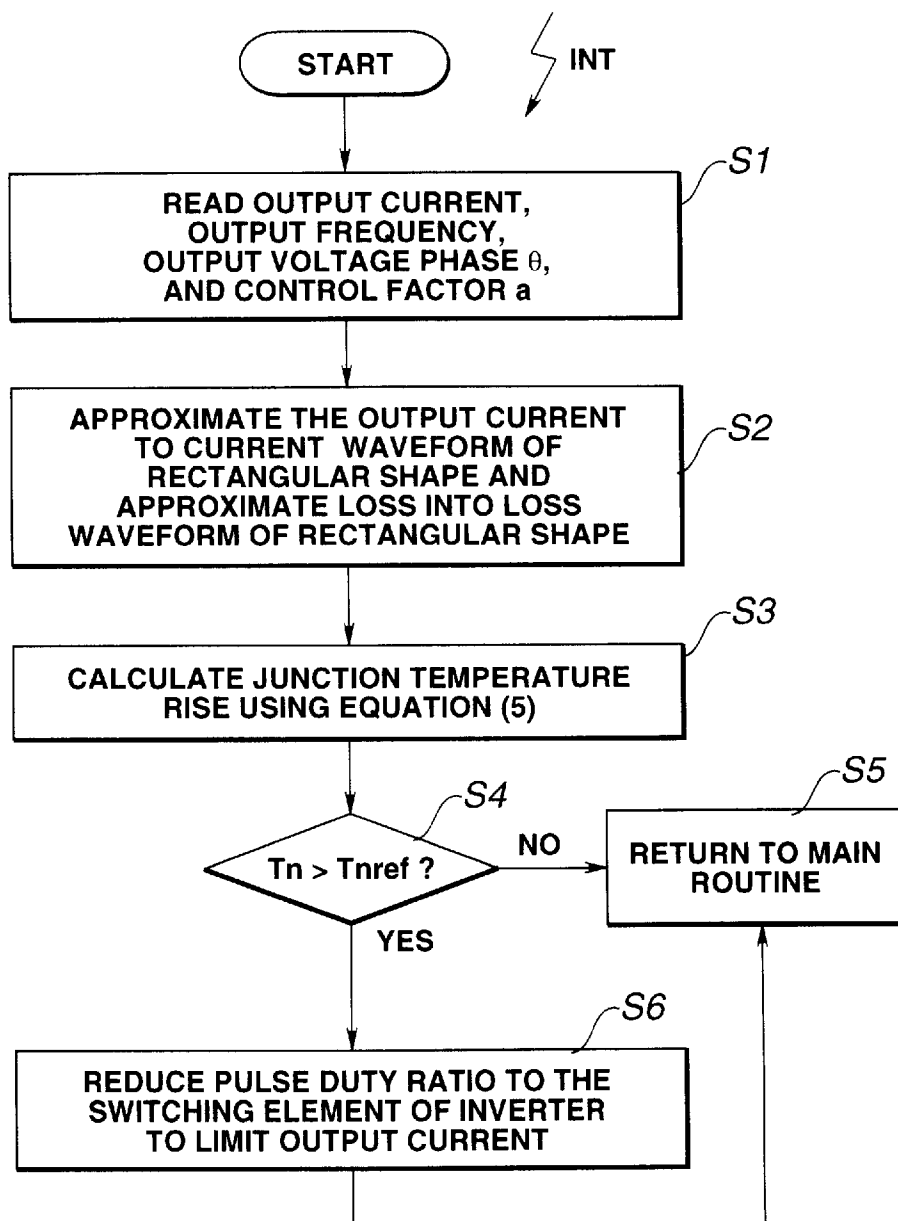 START
INT
S1
READ OUTPUT CURRENT,
OUTPUT FREQUENCY,
OUTPUT VOLTAGE PHASE θ,
AND CONTROL FACTOR a
S2
APPROXIMATE THE OUTPUT CURRENT
TO CURRENT WAVEFORM OF
RECTANGULAR SHAPE AND
APPROXIMATE LOSS INTO LOSS
WAVEFORM OF RECTANGULAR SHAPE
S3
CALCULATE JUNCTION TEMPERATURE
RISE USING EQUATION (5)
S4
Tn > Tnref ?
NO
YES
S5
RETURN TO MAIN
ROUTINE
S6
REDUCE PULSE DUTY RATIO TO THE
SWITCHING ELEMENT OF INVERTER
TO LIMIT OUTPUT CURRENT